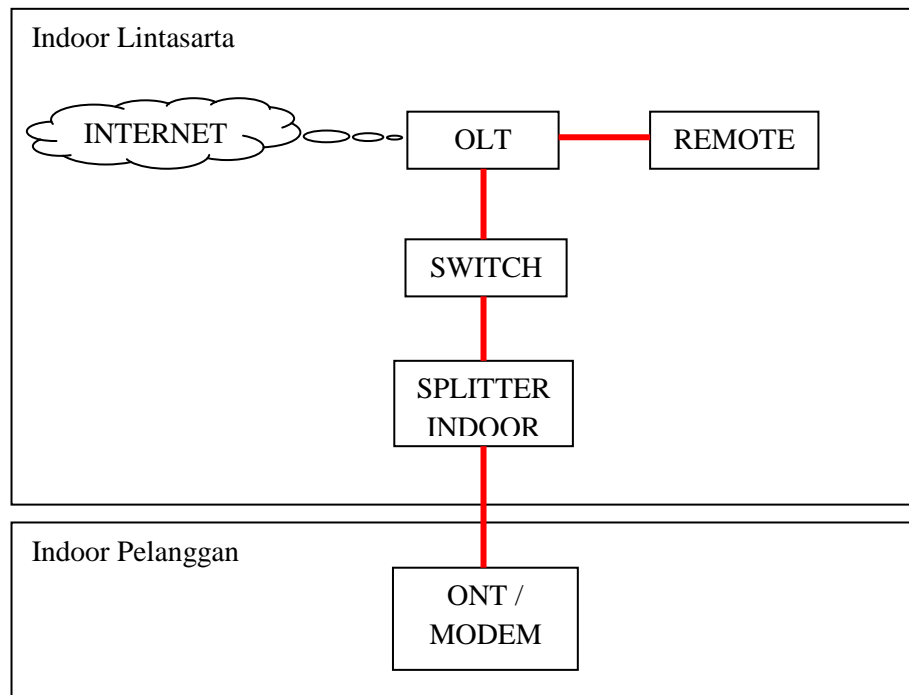 Indoor Lintasarta
INTERNET
OLT
REMOTE
SWITCH
SPLITTER
INDOOR
Indoor Pelanggan
ONT /
MODEM